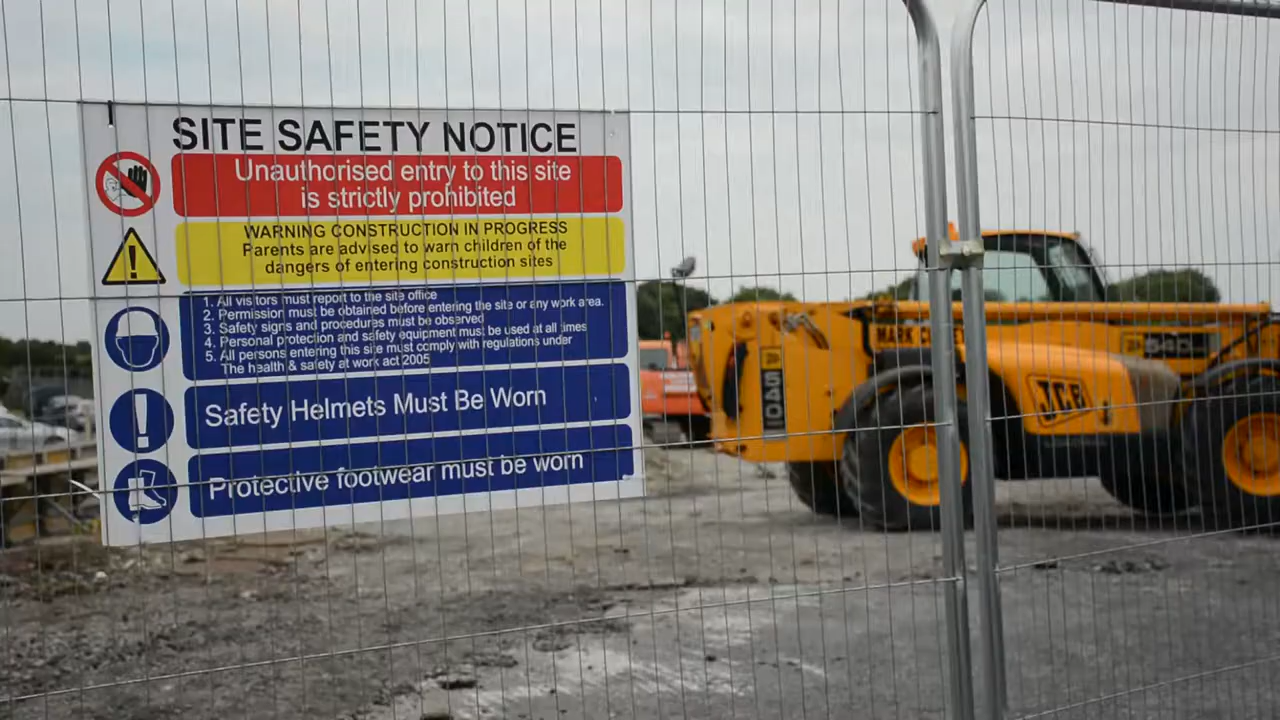 SITE SAFETY NOTICE
Unauthorised entry to this site
is strictly prohibited
WARNING CONSTRUCTION IN PROGRESS
Parents are advised to warn children of the
dangers of entering construction sites
1. All visitors must report to the site office
2. Permission must be obtained before entering the site or any work area.
3. Safety signs and procedures must be observed
4. Personal protection and safety equipment must be used at all times
5. All persons entering this site must comply with regulations under
The health & safety at work act 2005
Safety Helmets Must Be Worn
Protective footwear must be worn
MARK
540
540
JCB